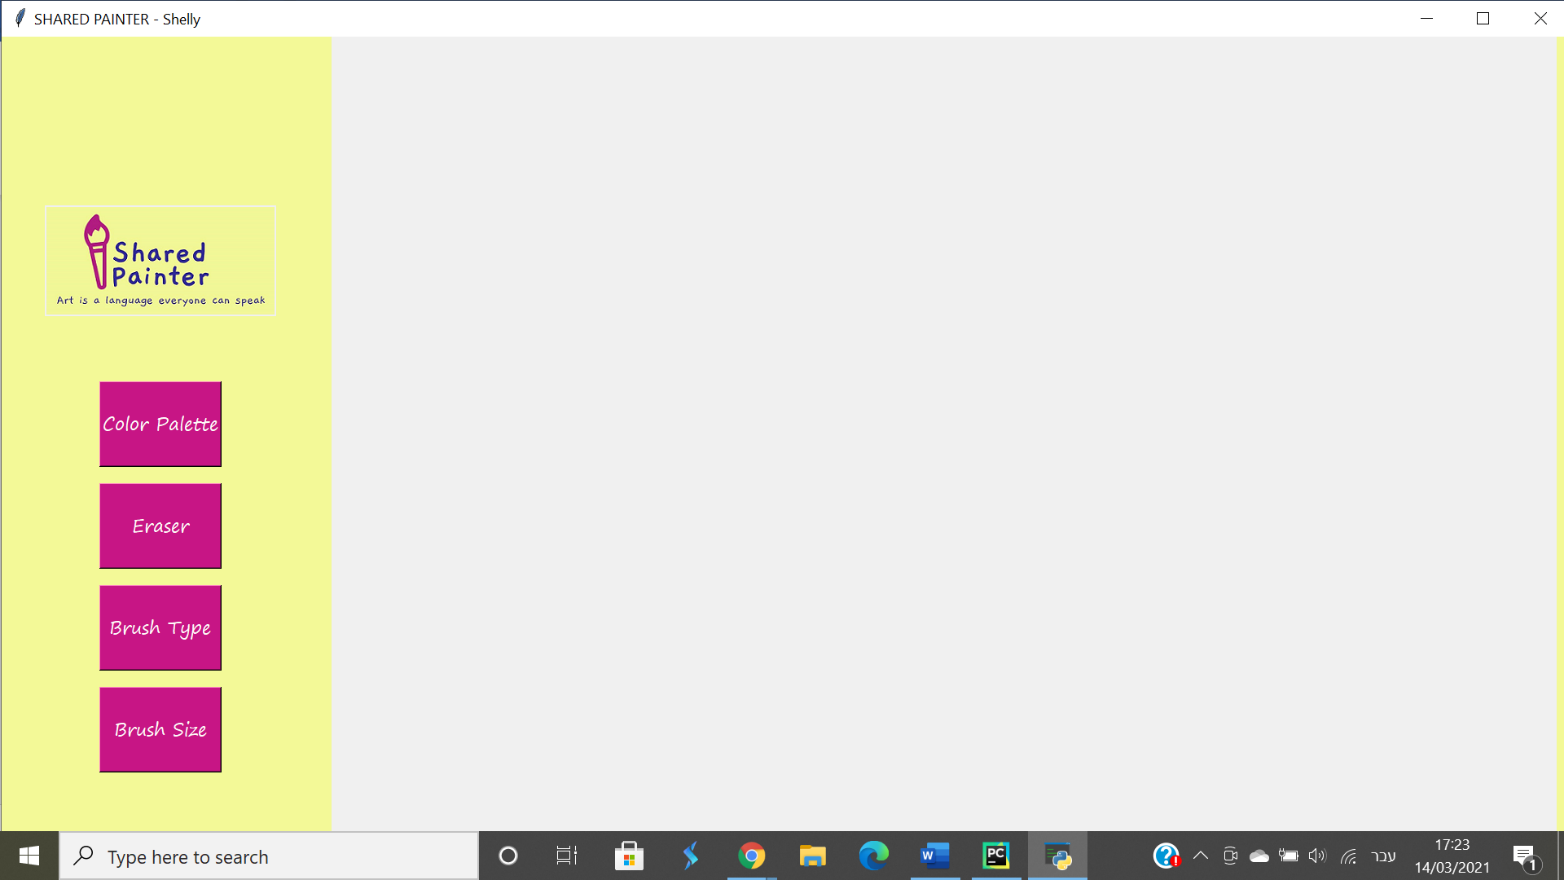 SHARED PAINTER - Shelly
Shared
Painter
Art is a language everyone can speak
Color Palette
Eraser
Brush Type
Brush Size
Type here to search
W
PC
עבר
17:23
14/03/2021
1